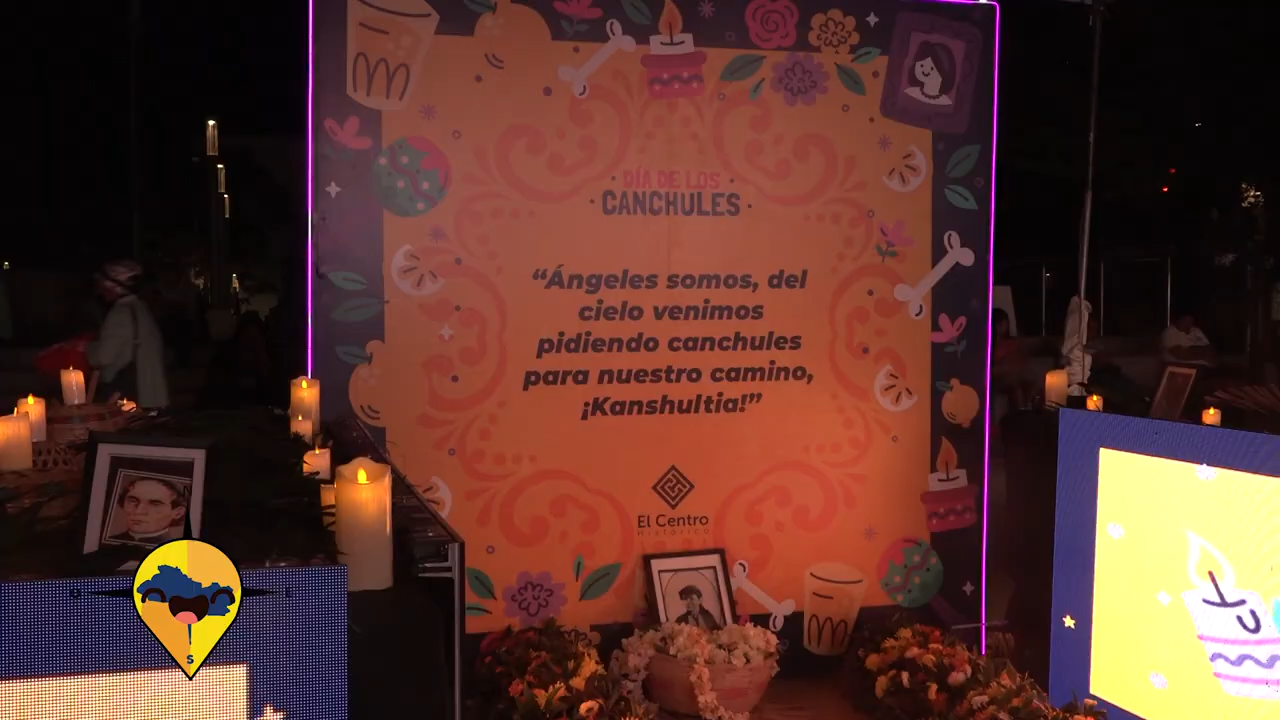 DÍA DE LOS
CANCHULES
“Ángeles somos, del
cielo venimos
pidiendo canchules
para nuestro camino,
¡Kanshultia!”
El Centro
Histórico
O
E
S